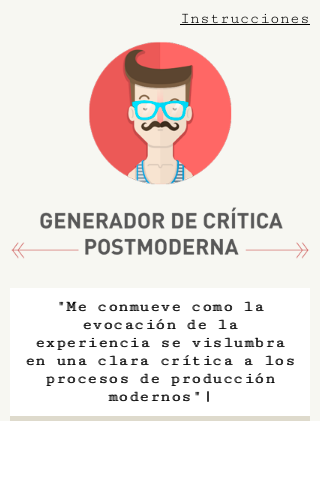 Instrucciones
GENERADOR DE CRÍTICA
POSTMODERNA
"Me conmueve como la
evocación de la
experiencia se vislumbra
en una clara crítica a los
procesos de producción
modernos"|